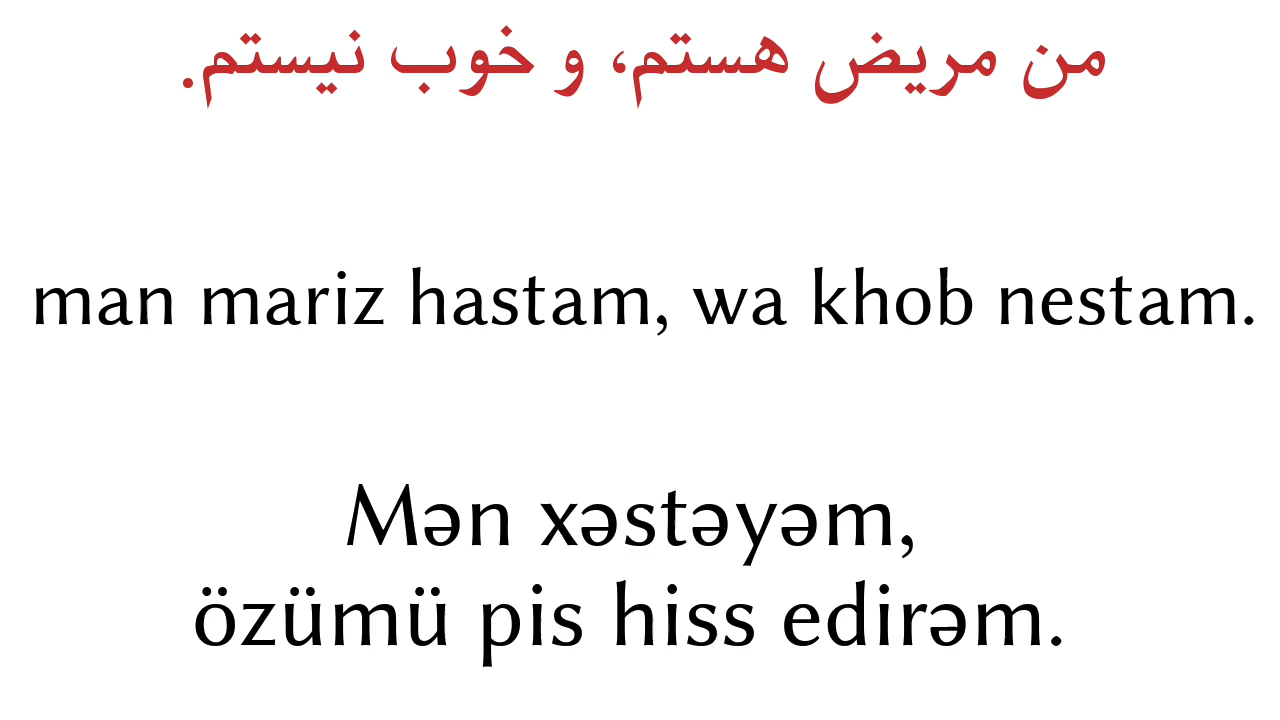 من مریض هستم، و خوب نیستم.
man mariz hastam, wa khob nestam.
Mən xəstəyəm,
özümü pis hiss edirəm.